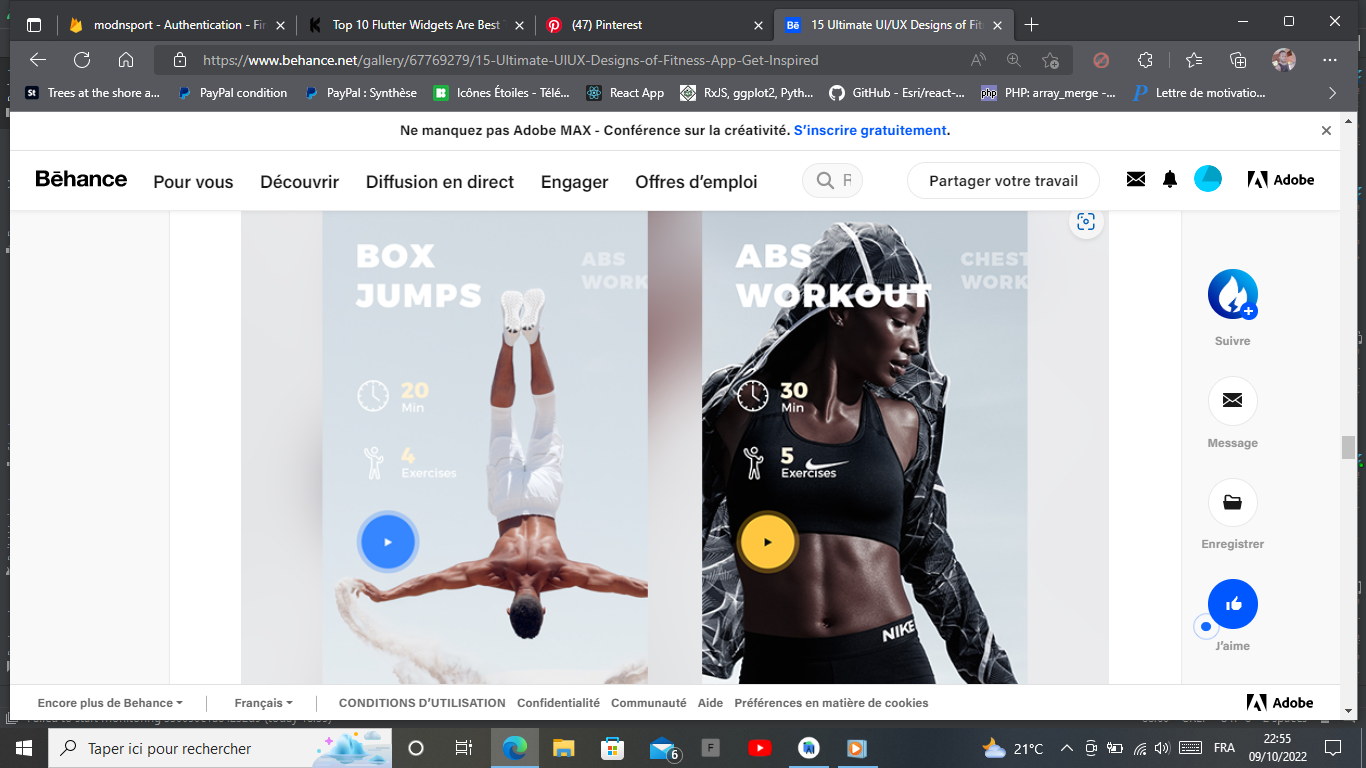 modnsport - Authentication - Fir
Top 10 Flutter Widgets Are Best
(47) Pinterest
Bē 15 Ultimate UI/UX Designs of Fit
https://www.behance.net/gallery/67769279/15-Ultimate-UIUX-Designs-of-Fitness-App-Get-Inspired
St Trees at the shore a...
PayPal condition
PayPal : Synthèse
Icônes Étoiles - Télé...
React App
RxJS, ggplot2, Pyth...
GitHub - Esri/react-...
php PHP: array_merge -...
Lettre de motivatio...
Ne manquez pas Adobe MAX - Conférence sur la créativité. S'inscrire gratuitement.
Bēhance
Pour vous
Découvrir
Diffusion en direct
Engager
Offres d'emploi
Partager votre travail
Adobe
BOX
JUMPS
ABS
WORK
20
Min
4
Exercises
ABS
WORKOUT
CHEST
WORK
30
Min
5
Exercises
NIKE
Suivre
Message
Enregistrer
J'aime
Encore plus de Behance
Français
CONDITIONS D'UTILISATION
Confidentialité
Communauté
Aide
Préférences en matière de cookies
Adobe
Taper ici pour rechercher
6
F
21°C
FRA
22:55
09/10/2022